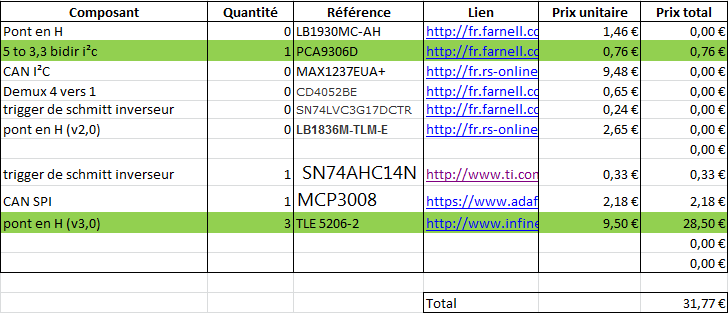 Composant Quantité Référence Lien Prix unitaire Prix total
Pont en H 0 LB1930MC-AH http://fr.farnell.co 1,46 € 0,00 €
5 to 3,3 bidir i²c 1 PCA9306D http://fr.farnell.co 0,76 € 0,76 €
CAN I²C 0 MAX1237EUA+ http://fr.rs-online 9,48 € 0,00 €
Demux 4 vers 1 0 CD4052BE http://fr.farnell.co 0,65 € 0,00 €
trigger de schmitt inverseur 0 SN74LVC3G17DCTR http://fr.farnell.co 0,24 € 0,00 €
pont en H (v2,0) 0 LB1836M-TLM-E http://fr.rs-online 2,65 € 0,00 €
0,00 €
trigger de schmitt inverseur 1 SN74AHC14N http://www.ti.com 0,33 € 0,33 €
CAN SPI 1 MCP3008 https://www.adaf 2,18 € 2,18 €
pont en H (v3,0) 3 TLE 5206-2 http://www.infine 9,50 € 28,50 €
0,00 €
0,00 €
Total 31,77 €